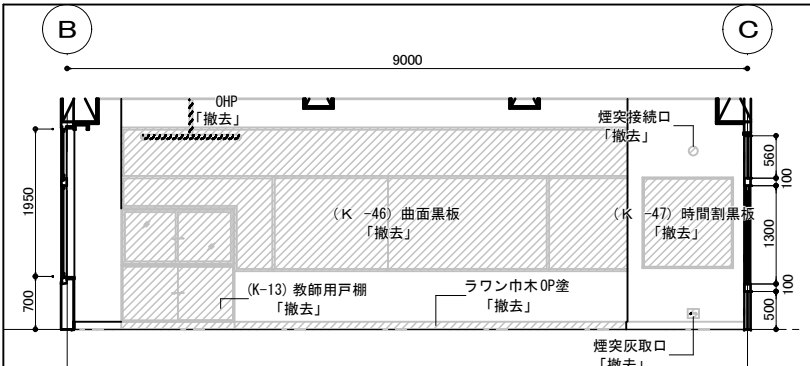 B
C
9000
OHP
「撤去」
煙突接続口
「撤去」
560
100
1950
(K -46) 曲面黒板
「撤去」
(K -47) 時間割黒板
「撤去」
1300
(K-13) 教師用戸棚
「撤去」
ラワン巾木OP塗
「撤去」
100
700
500
煙突灰取口
「撤去」